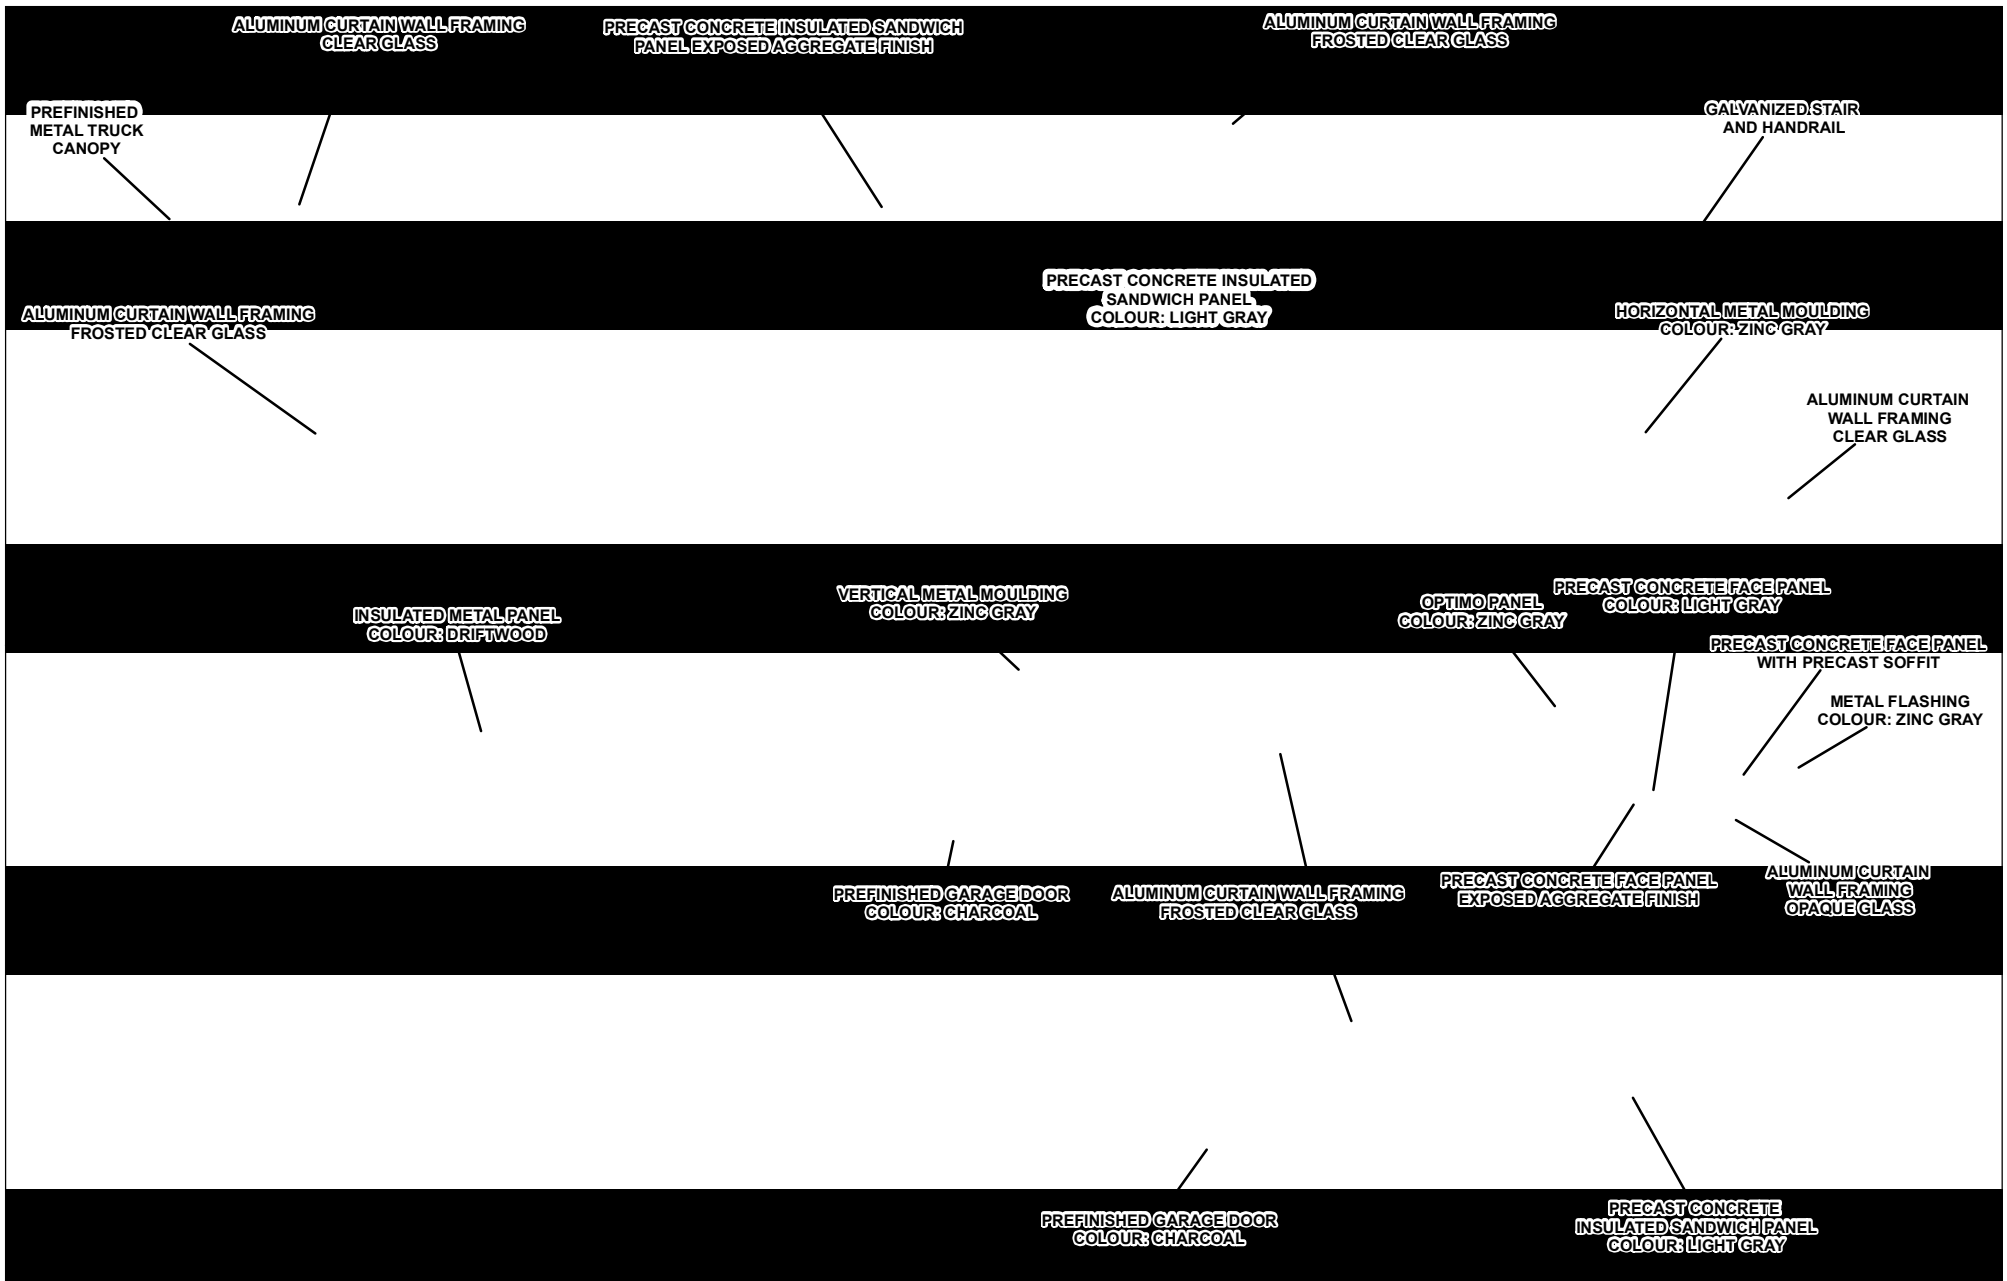 ALUMINUM CURTAIN WALL FRAMING
CLEAR GLASS
PRECAST CONCRETE INSULATED SANDWICH
PANEL EXPOSED AGGREGATE FINISH
ALUMINUM CURTAIN WALL FRAMING
FROSTED CLEAR GLASS
PREFINISHED
METAL TRUCK
CANOPY
GALVANIZED STAIR
AND HANDRAIL
ALUMINUM CURTAIN WALL FRAMING
FROSTED CLEAR GLASS
PRECAST CONCRETE INSULATED
SANDWICH PANEL
COLOUR: LIGHT GRAY
HORIZONTAL METAL MOULDING
COLOUR: ZINC GRAY
ALUMINUM CURTAIN
WALL FRAMING
CLEAR GLASS
INSULATED METAL PANEL
COLOUR: DRIFTWOOD
VERTICAL METAL MOULDING
COLOUR: ZINC GRAY
OPTIMO PANEL
COLOUR: ZINC GRAY
PRECAST CONCRETE FACE PANEL
COLOUR: LIGHT GRAY
PRECAST CONCRETE FACE PANEL
WITH PRECAST SOFFIT
METAL FLASHING
COLOUR: ZINC GRAY
PREFINISHED GARAGE DOOR
COLOUR: CHARCOAL
ALUMINUM CURTAIN WALL FRAMING
FROSTED CLEAR GLASS
PRECAST CONCRETE FACE PANEL
EXPOSED AGGREGATE FINISH
ALUMINUM CURTAIN
WALL FRAMING
OPAQUE GLASS
PREFINISHED GARAGE DOOR
COLOUR: CHARCOAL
PRECAST CONCRETE
INSULATED SANDWICH PANEL
COLOUR: LIGHT GRAY